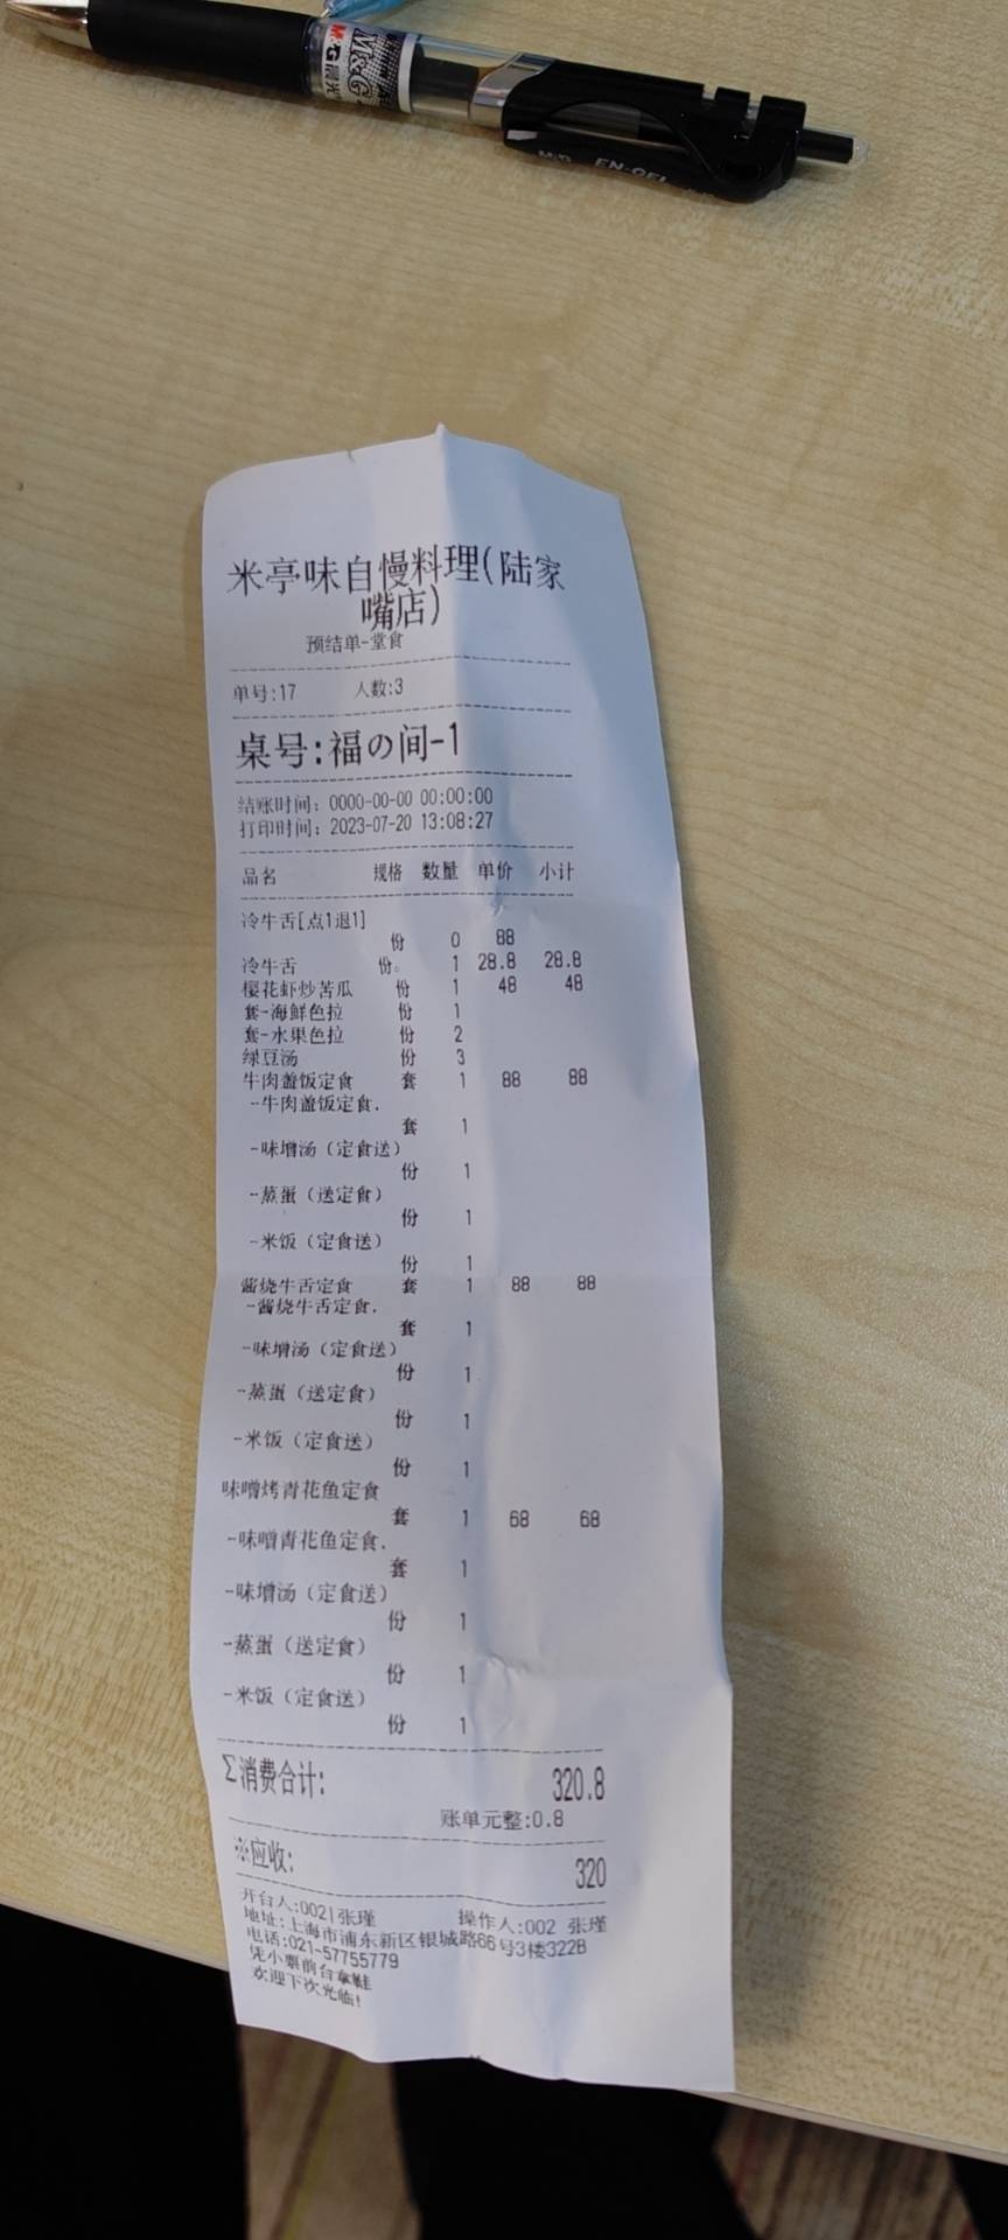 M&G晨光
M&G
M&G EN-GEL
米亭味自慢料理(陆家
嘴店)
预结单-堂食
单号:17 人数:3
桌号:福の间-1
结账时间: 0000-00-00 00:00:00
打印时间: 2023-07-20 13:08:27
品名 规格 数量 单价 小计
冷牛舌[点1退1]
份 0 88
冷牛舌 份. 1 28.8 28.8
樱花虾炒苦瓜 份 1 48 48
套-海鲜色拉 份 1
套-水果色拉 份 2
绿豆汤 份 3
牛肉盖饭定食 套 1 88 88
-牛肉盖饭定食.
套 1
-味增汤（定食送）
份 1
-蒸蛋（送定食）
份 1
-米饭（定食送）
份 1
酱烧牛舌定食 套 1 88 88
-酱烧牛舌定食.
套 1
-味增汤（定食送）
份 1
-蒸蛋（送定食）
份 1
-米饭（定食送）
份 1
味噌烤青花鱼定食
套 1 68 68
-味噌青花鱼定食.
套 1
-味增汤（定食送）
份 1
-蒸蛋（送定食）
份 1
-米饭（定食送）
份 1
Σ消费合计: 320.8
账单元整:0.8
※应收: 320
开台人:002|张瑾 操作人:002 张瑾
地址:上海市浦东新区银城路66号3楼322B
电话:021-57755779
凭小票前台拿鞋
欢迎下次光临!